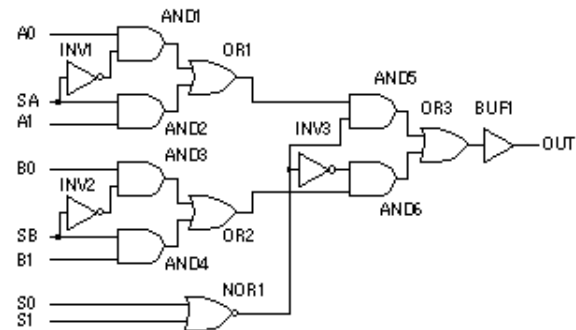 AND1
A0
INV1
OR1
SA
AND5
A1
AND2
OR3
BUF1
INV3
AND3
OUT
B0
INV2
AND6
SB
OR2
B1
AND4
NOR1
S0
S1